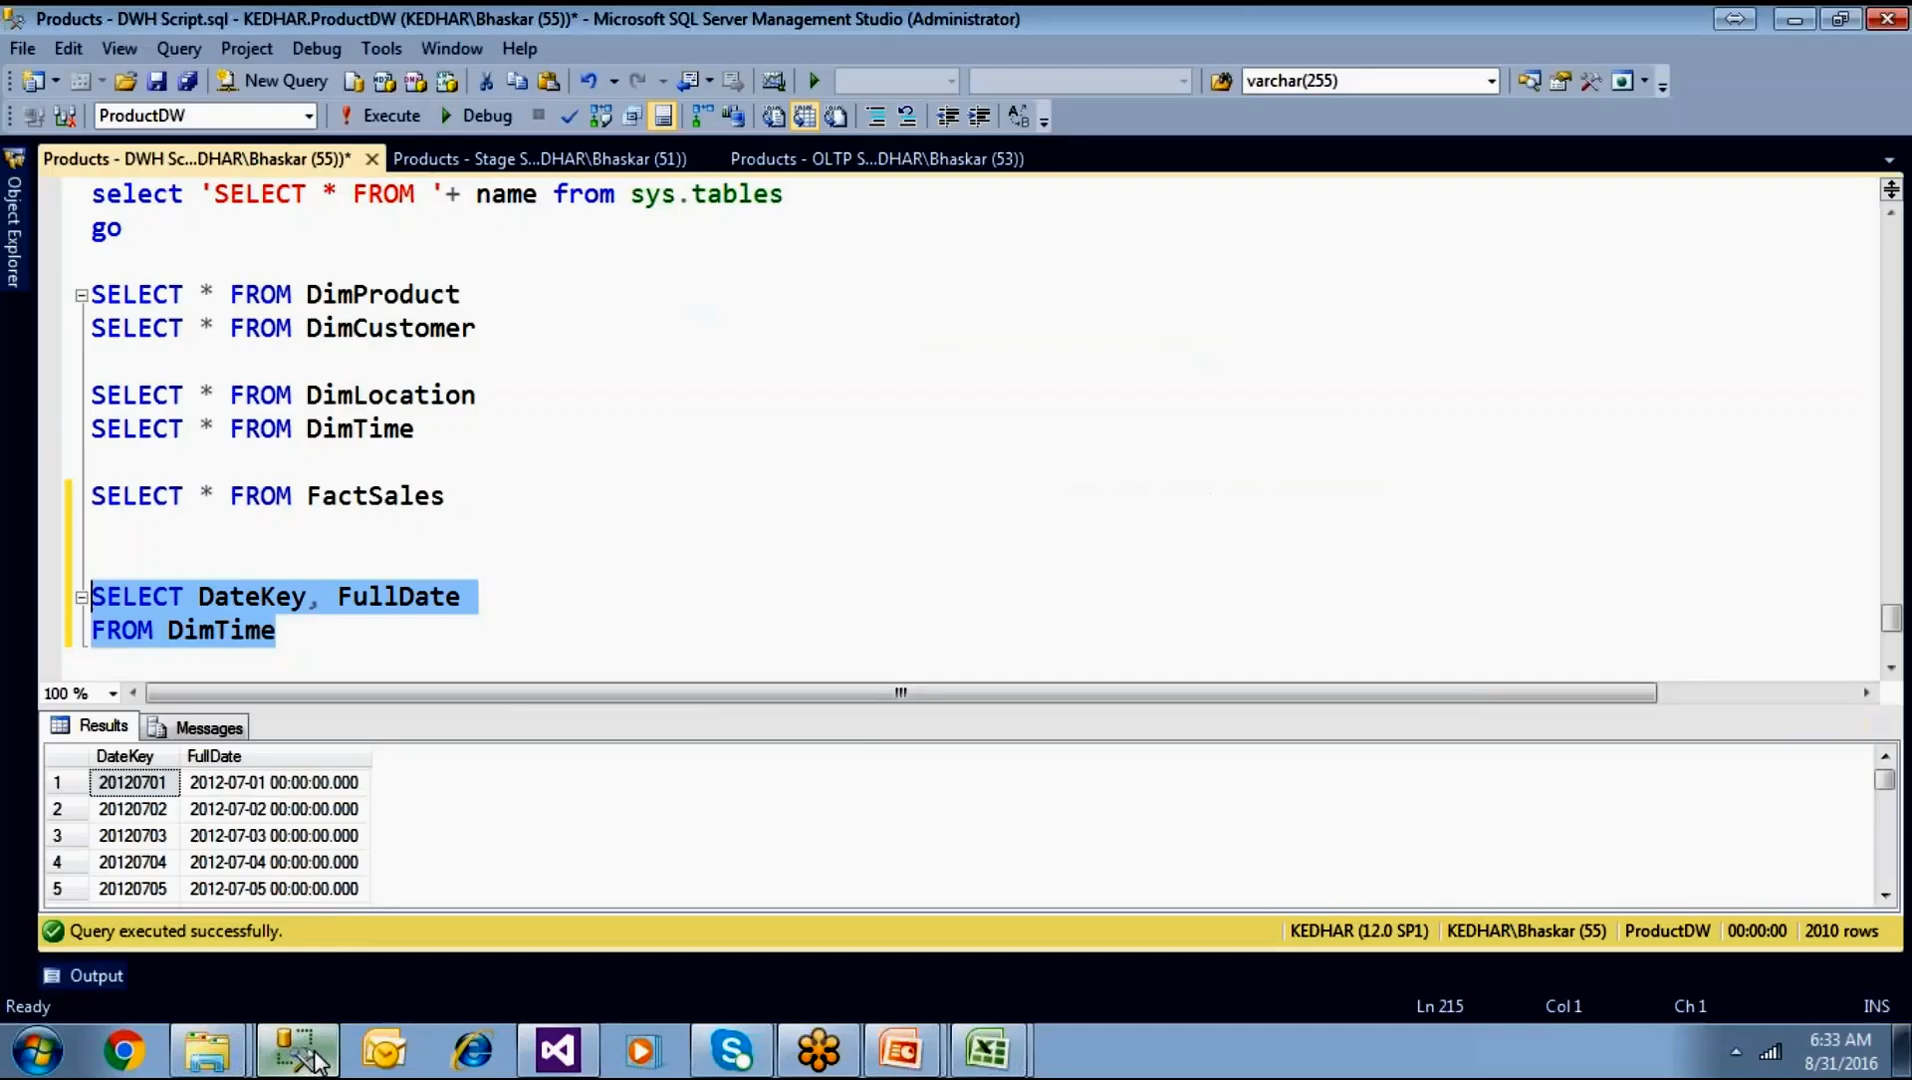 Products - DWH Script.sql - KEDHAR.ProductDW (KEDHAR\Bhaskar (55))* - Microsoft SQL Server Management Studio (Administrator)
File Edit View Query Project Debug Tools Window Help
New Query varchar(255)
ProductDW Execute Debug
Products - DWH Sc...DHAR\Bhaskar (55))* Products - Stage S...DHAR\Bhaskar (51)) Products - OLTP S...DHAR\Bhaskar (53))
Object Explorer
select 'SELECT * FROM '+ name from sys.tables
go
SELECT * FROM DimProduct
SELECT * FROM DimCustomer
SELECT * FROM DimLocation
SELECT * FROM DimTime
SELECT * FROM FactSales
SELECT DateKey, FullDate
FROM DimTime
100 %
Results Messages
DateKey FullDate
1 20120701 2012-07-01 00:00:00.000
2 20120702 2012-07-02 00:00:00.000
3 20120703 2012-07-03 00:00:00.000
4 20120704 2012-07-04 00:00:00.000
5 20120705 2012-07-05 00:00:00.000
Query executed successfully. KEDHAR (12.0 SP1) KEDHAR\Bhaskar (55) ProductDW 00:00:00 2010 rows
Output
Ready Ln 215 Col 1 Ch 1 INS
6:33 AM
8/31/2016